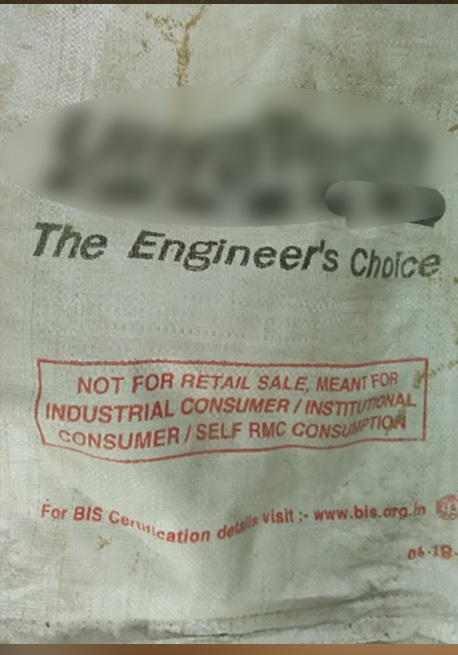 The Engineer's Choice
NOT FOR RETAIL SALE, MEANT FOR
INDUSTRIAL CONSUMER / INSTITUTIONAL
CONSUMER / SELF RMC CONSUMPTION
For BIS Certification details visit :- www.bis.org.in